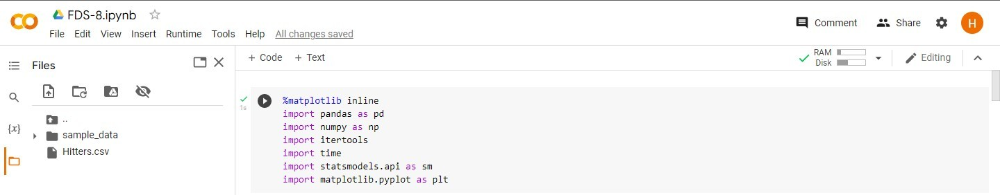 FDS-8.ipynb
File Edit View Insert Runtime Tools Help All changes saved
Comment Share H
Files
+ Code + Text
RAM
Disk
Editing
{x}
..
sample_data
Hitters.csv
1s
%matplotlib inline
import pandas as pd
import numpy as np
import itertools
import time
import statsmodels.api as sm
import matplotlib.pyplot as plt